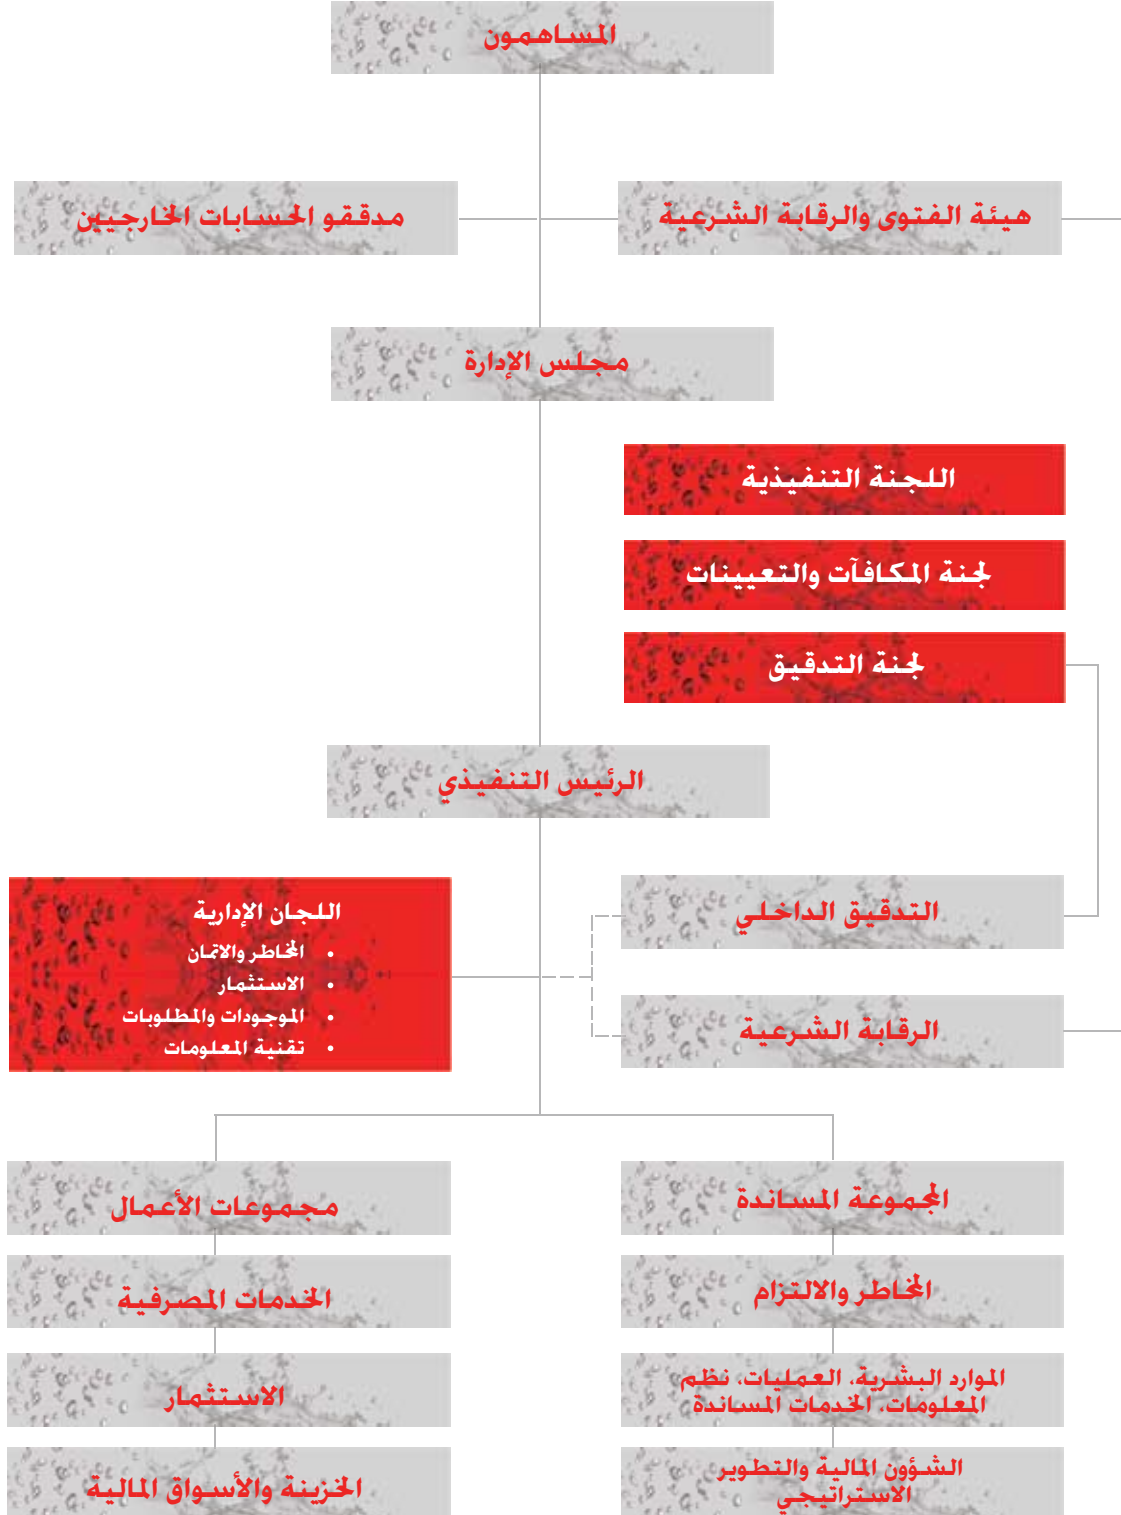 المساهمون
هيئة الفتوى والرقابة الشرعية
مدققو الحسابات الخارجيين
مجلس الإدارة
اللجنة التنفيذية
لجنة المكافآت والتعيينات
لجنة التدقيق
الرئيس التنفيذي
التدقيق الداخلي
الرقابة الشرعية
اللجان الإدارية
• المخاطر والائتمان
• الاستثمار
• الموجودات والمطلوبات
• تقنية المعلومات
المجموعة المساندة
المخاطر والالتزام
الموارد البشرية، العمليات، نظم
المعلومات، الخدمات المساندة
الشؤون المالية والتطوير
الاستراتيجي
مجموعات الأعمال
الخدمات المصرفية
الاستثمار
الخزينة والأسواق المالية